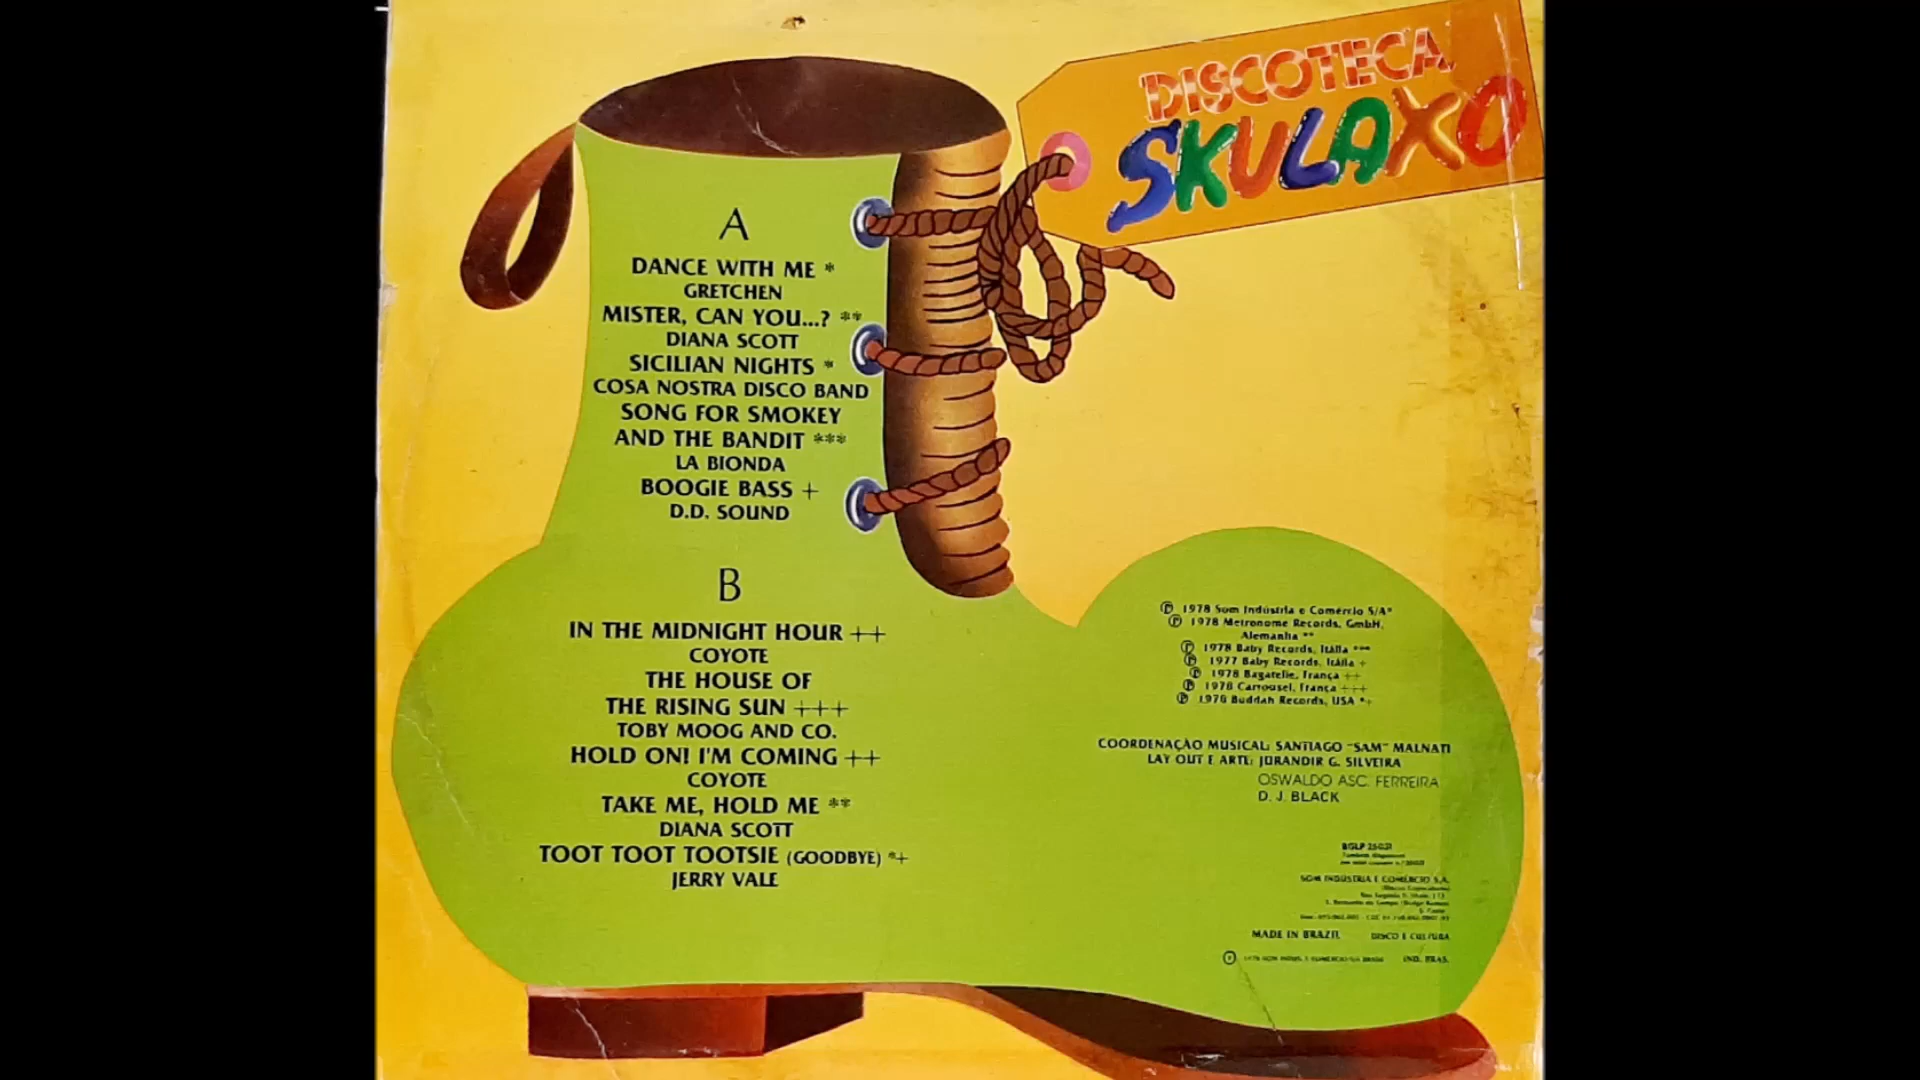 DISCOTECA
SKULAXO
A
DANCE WITH ME *
GRETCHEN
MISTER, CAN YOU...? **
DIANA SCOTT
SICILIAN NIGHTS *
COSA NOSTRA DISCO BAND
SONG FOR SMOKEY
AND THE BANDIT ***
LA BIONDA
BOOGIE BASS +
D.D. SOUND
B
IN THE MIDNIGHT HOUR ++
COYOTE
THE HOUSE OF
THE RISING SUN +++
TOBY MOOG AND CO.
HOLD ON! I'M COMING ++
COYOTE
TAKE ME, HOLD ME **
DIANA SCOTT
TOOT TOOT TOOTSIE (GOODBYE) *+
JERRY VALE
℗ 1978 Som Indústria e Comércio S/A*
℗ 1978 Metronome Records, GmbH,
Alemanha **
℗ 1978 Baby Records, Itália ***
℗ 1977 Baby Records, Itália +
℗ 1978 Bagatelle, França ++
℗ 1978 Carrousel, França +++
℗ 1978 Buddah Records, USA *+
COORDENAÇÃO MUSICAL: SANTIAGO "SAM" MALNATI
LAY OUT E ARTE: JURANDIR G. SILVEIRA
OSWALDO ASC. FERREIRA
D. J. BLACK
SOM INDÚSTRIA E COMÉRCIO S.A.
MADE IN BRAZIL DISCO É CULTURA
IND. BRAS.